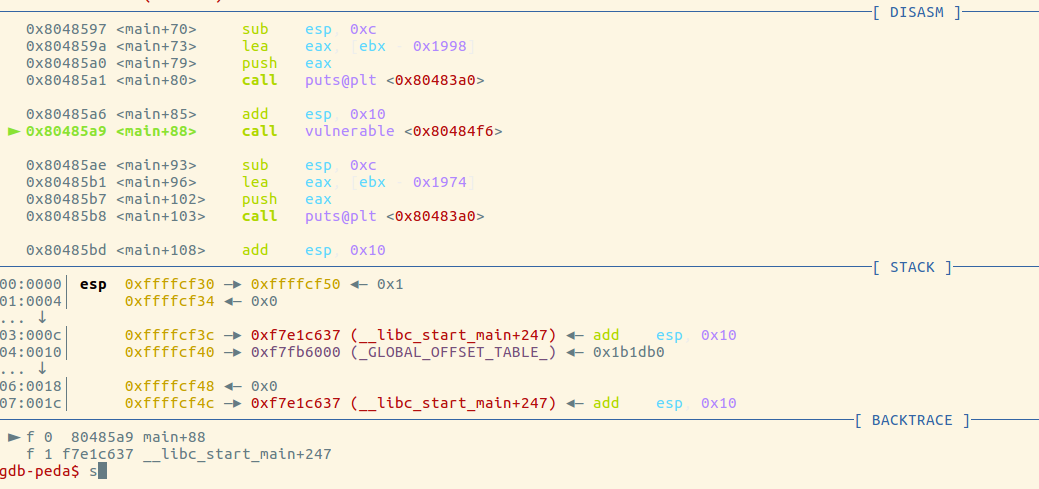 [ DISASM ]
0x8048597 <main+70> sub esp, 0xc
0x804859a <main+73> lea eax, [ebx - 0x1998]
0x80485a0 <main+79> push eax
0x80485a1 <main+80> call puts@plt <0x80483a0>
0x80485a6 <main+85> add esp, 0x10
► 0x80485a9 <main+88> call vulnerable <0x80484f6>
0x80485ae <main+93> sub esp, 0xc
0x80485b1 <main+96> lea eax, [ebx - 0x1974]
0x80485b7 <main+102> push eax
0x80485b8 <main+103> call puts@plt <0x80483a0>
0x80485bd <main+108> add esp, 0x10
[ STACK ]
00:0000│ esp 0xffffcf30 —► 0xffffcf50 ◄— 0x1
01:0004│ 0xffffcf34 ◄— 0x0
... ↓
03:000c│ 0xffffcf3c —► 0xf7e1c637 (__libc_start_main+247) ◄— add esp, 0x10
04:0010│ 0xffffcf40 —► 0xf7fb6000 (_GLOBAL_OFFSET_TABLE_) ◄— 0x1b1db0
... ↓
06:0018│ 0xffffcf48 ◄— 0x0
07:001c│ 0xffffcf4c —► 0xf7e1c637 (__libc_start_main+247) ◄— add esp, 0x10
[ BACKTRACE ]
► f 0 80485a9 main+88
f 1 f7e1c637 __libc_start_main+247
gdb-peda$ s